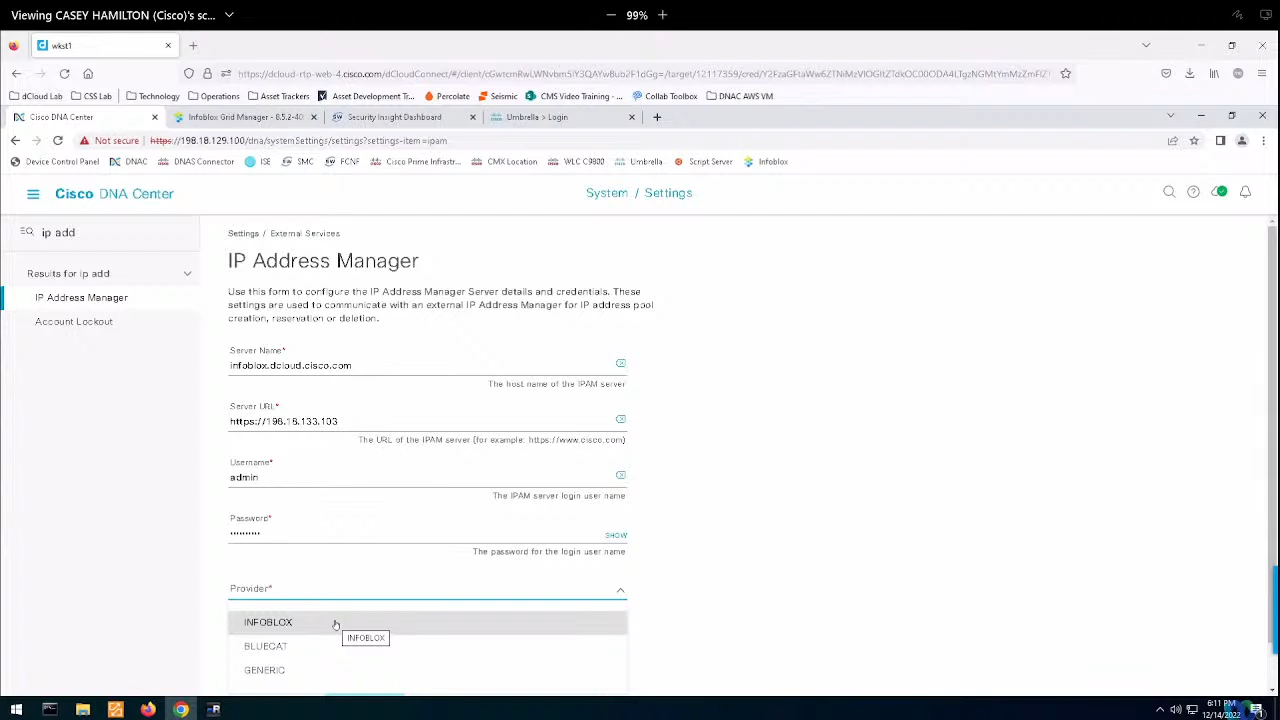 Viewing CASEY HAMILTON (Cisco)'s sc...
99%
wkst1
https://dcloud-rtp-web-4.cisco.com/dCloudConnect/#/client/
dCloud Lab CSS Lab Technology Operations Asset Trackers Asset Development Tr... Percolate Seismic CMS Video Training - ... Collab Toolbox DNAC AWS VM
Cisco DNA Center Infoblox Grid Manager - 8.5.2-40 Security Insight Dashboard Umbrella > Login
Not secure https://198.18.129.100/dna/systemSettings/settings?settings-item=ipam
Device Control Panel DNAC DNAS Connector ISE SMC FCNF Cisco Prime Infrastr... CMX Location WLC C9800 Umbrella Script Server Infoblox
Cisco DNA Center
System / Settings
ip add
Results for ip add
IP Address Manager
Account Lockout
Settings / External Services
IP Address Manager
Use this form to configure the IP Address Manager Server details and credentials. These
settings are used to communicate with an external IP Address Manager for IP address pool
creation, reservation or deletion.
Server Name*
infoblox.dcloud.cisco.com
The host name of the IPAM server
Server URL*
https://198.18.133.103
The URL of the IPAM server (for example: https://www.cisco.com)
Username*
admin
The IPAM server login user name
Password*
SHOW
The password for the login user name
Provider*
INFOBLOX
INFOBLOX
BLUECAT
GENERIC
6:11 PM
12/14/2022